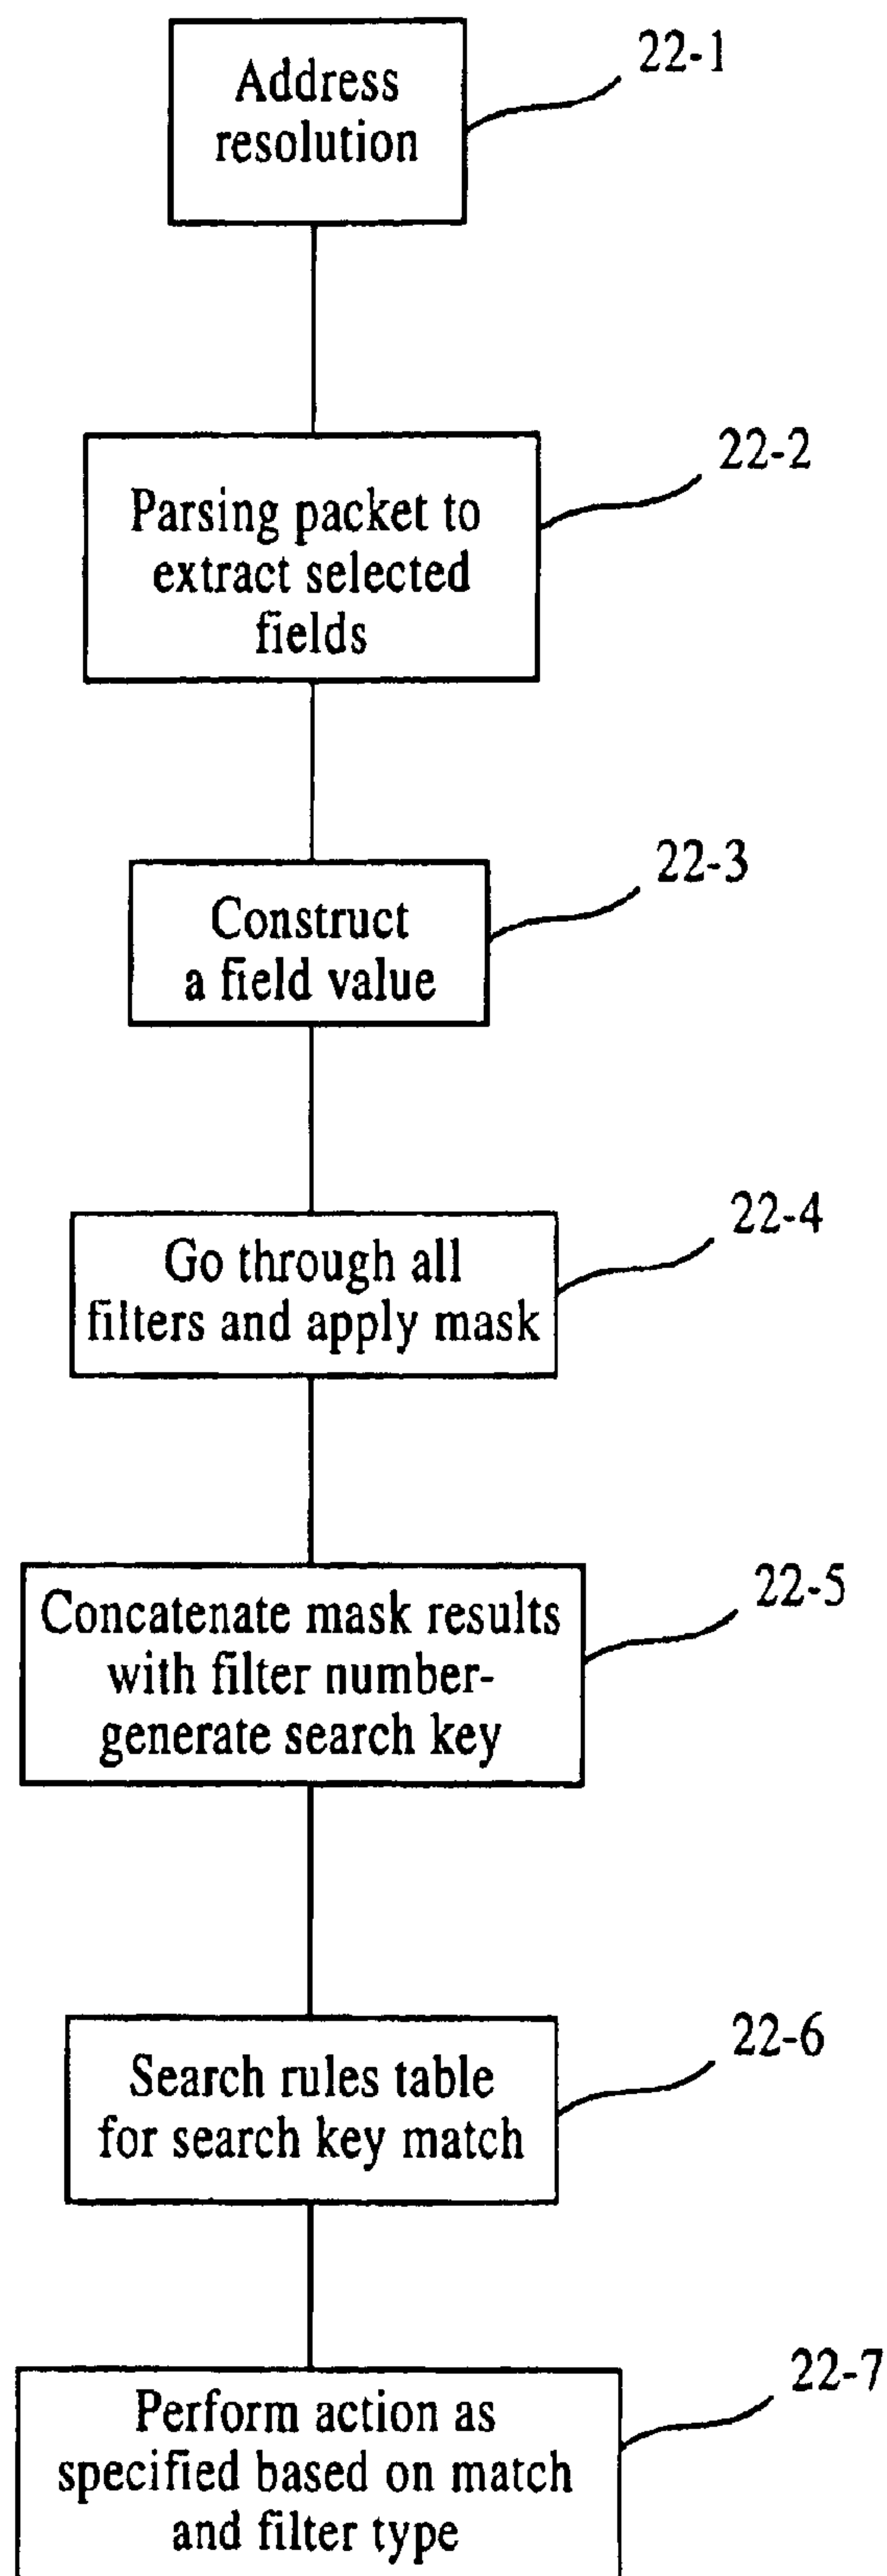 Address
resolution
22-1
Parsing packet to
extract selected
fields
22-2
Construct
a field value
22-3
Go through all
filters and apply mask
22-4
Concatenate mask results
with filter number-
generate search key
22-5
Search rules table
for search key match
22-6
Perform action as
specified based on match
and filter type
22-7